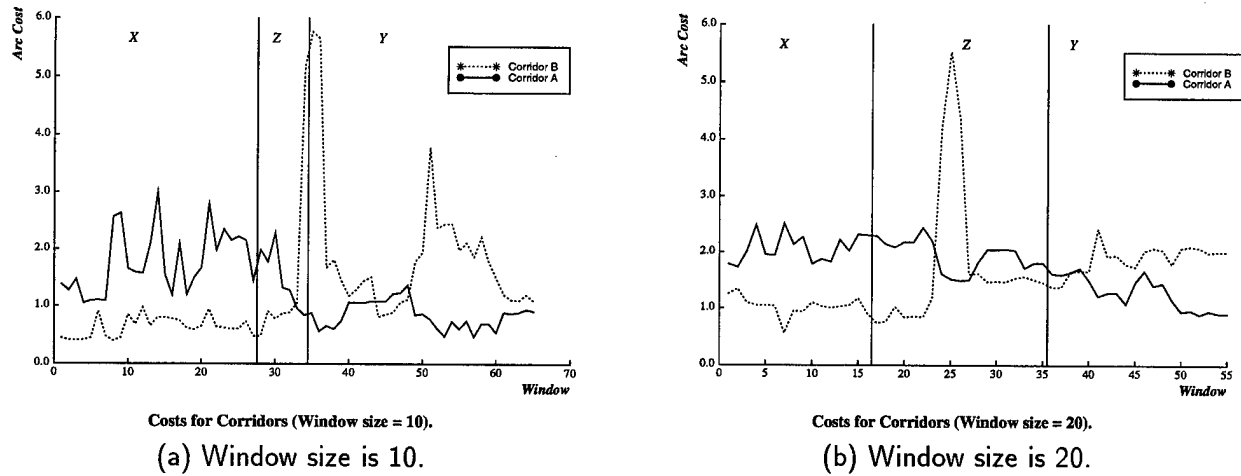 Arc Cost
6.0
5.0
4.0
3.0
2.0
1.0
0.0
X
Z
Y
Corridor B
Corridor A
0
10
20
30
40
50
60
70
Window
Costs for Corridors (Window size = 10).
(a) Window size is 10.
Arc Cost
6.0
5.0
4.0
3.0
2.0
1.0
0.0
X
Z
Y
Corridor B
Corridor A
0
5
10
15
20
25
30
35
40
45
50
55
Window
Costs for Corridors (Window size = 20).
(b) Window size is 20.